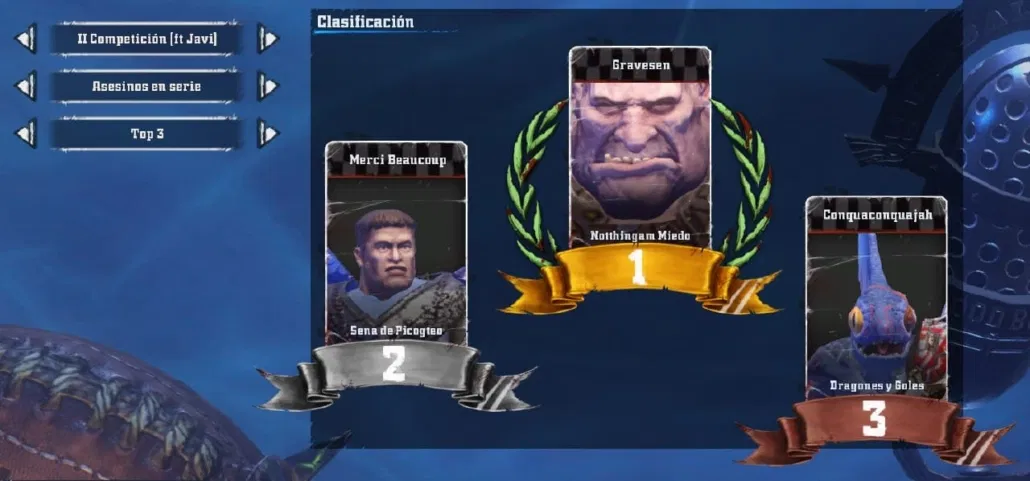 II Competición (ft Javi)
Asesinos en serie
Top 3
Clasificación
Gravesen
Notthingam Miedo
1
Merci Beaucoup
Sena de Picogteo
2
Conquaconquajah
Dragones y Goles
3